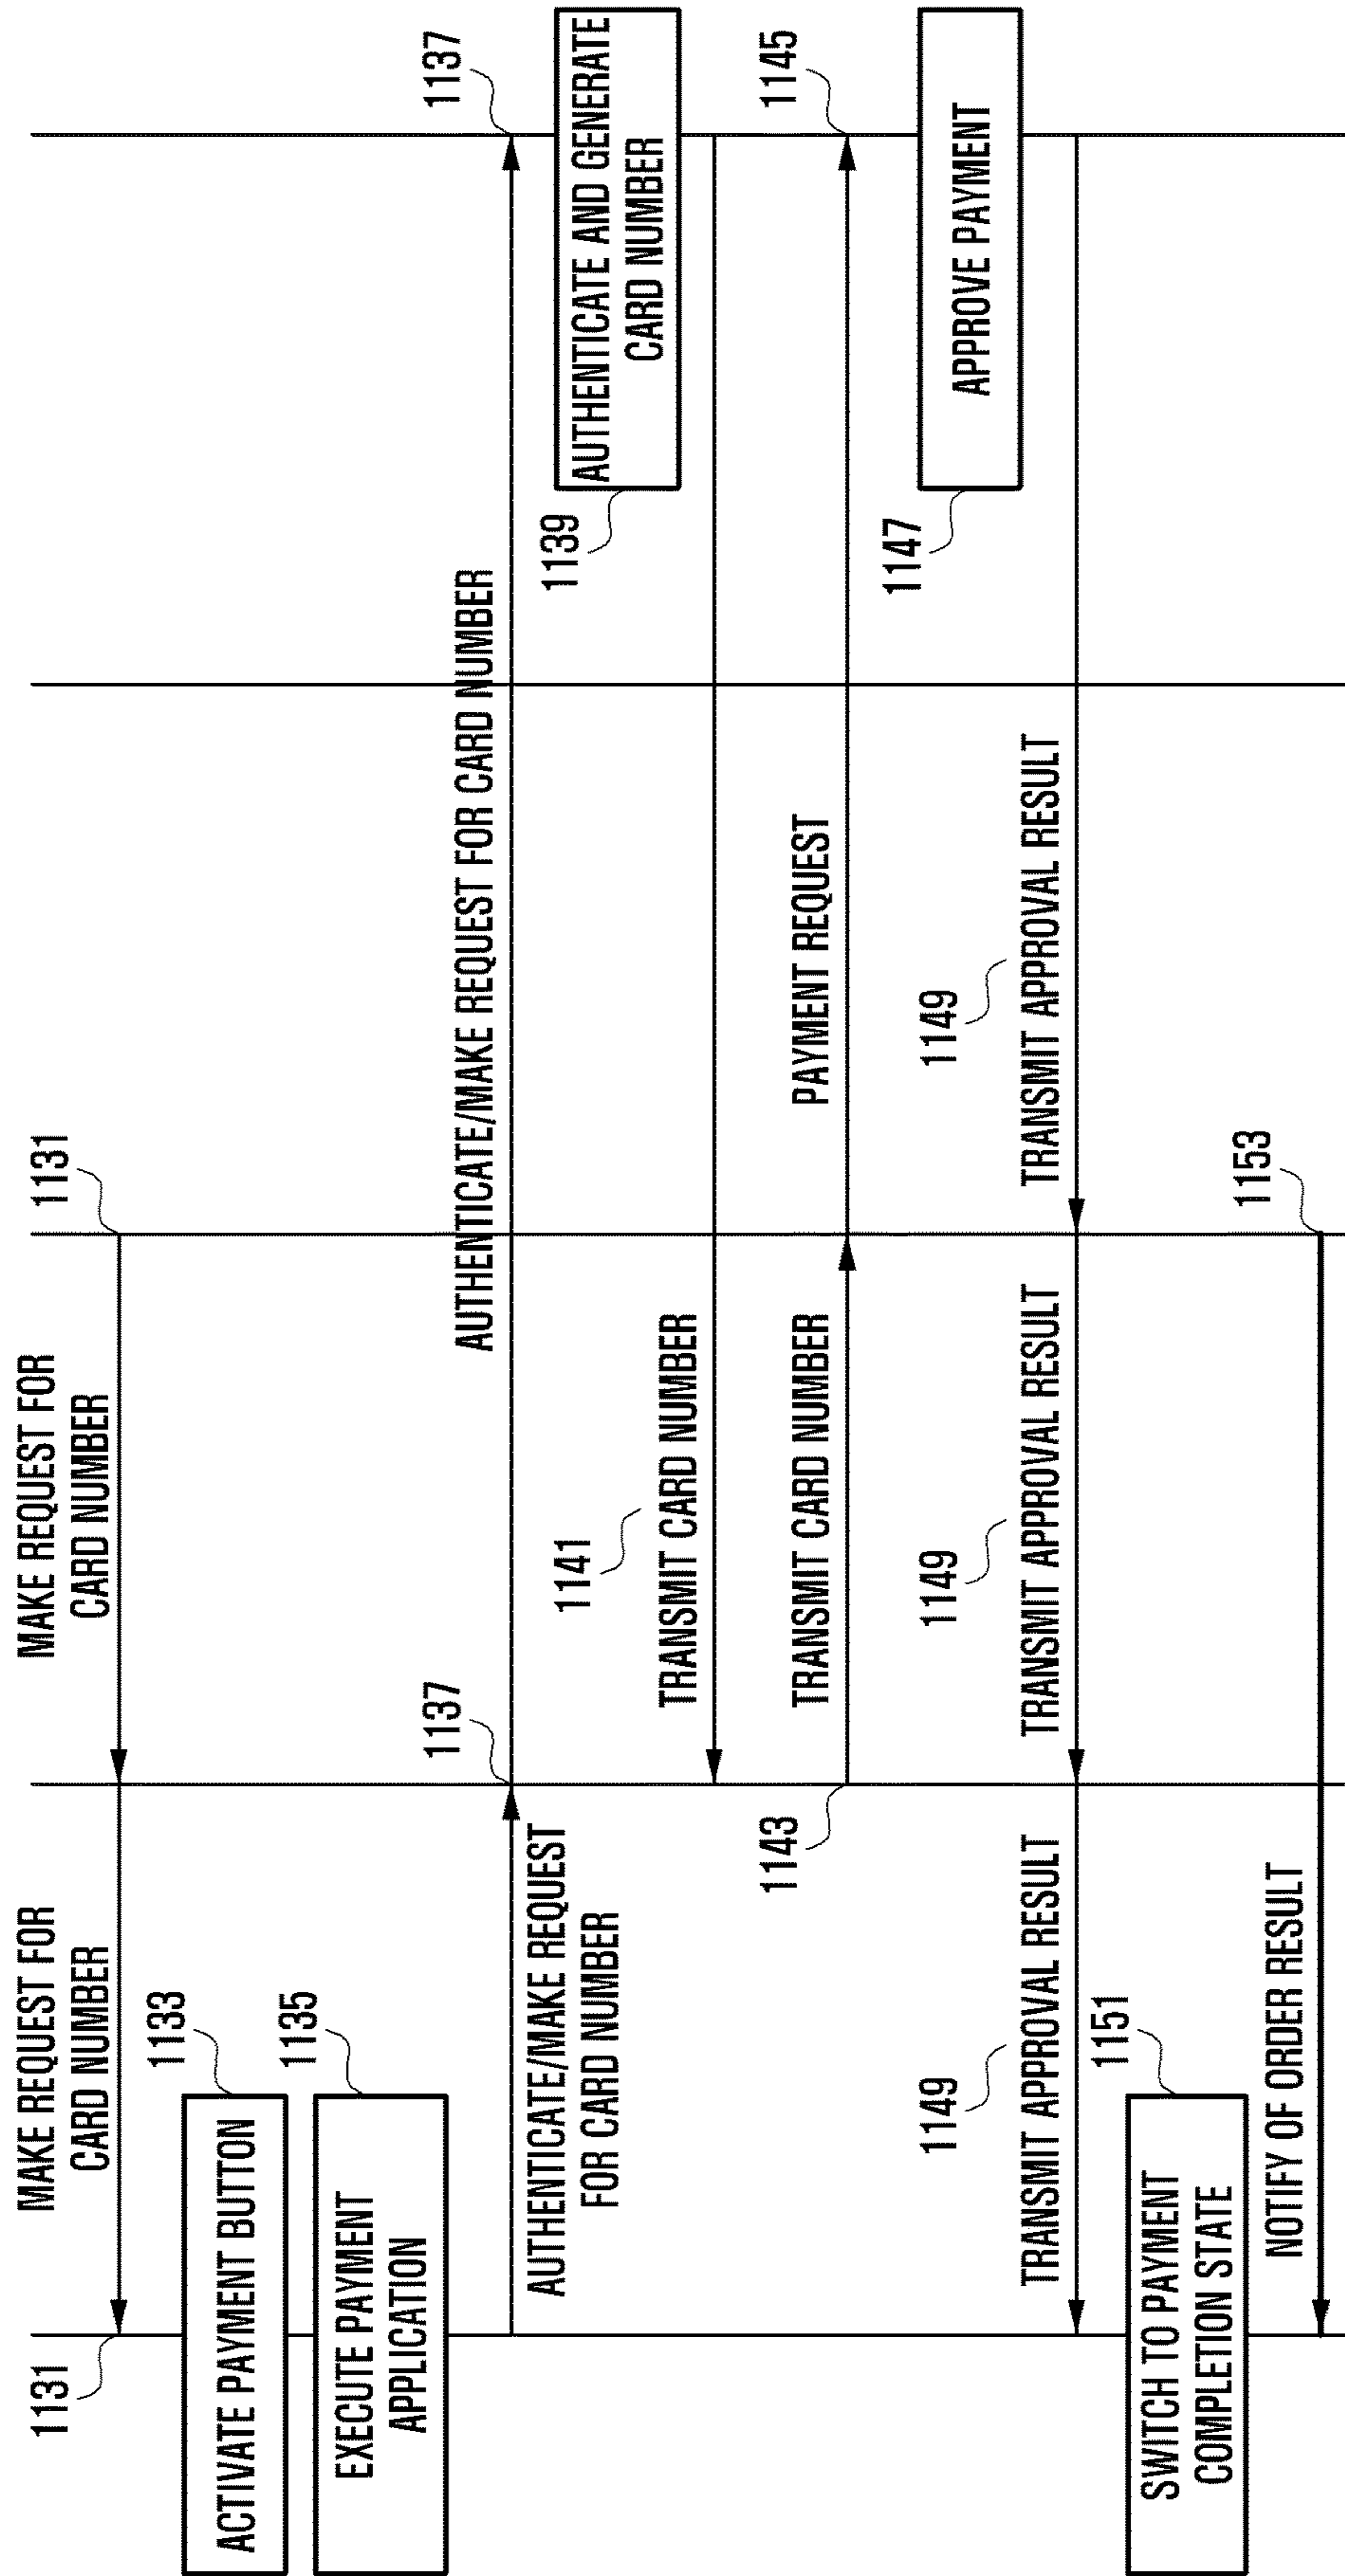 1131
MAKE REQUEST FOR
CARD NUMBER
MAKE REQUEST FOR
CARD NUMBER
1131
ACTIVATE PAYMENT BUTTON
1133
EXECUTE PAYMENT
APPLICATION
1135
AUTHENTICATE/MAKE REQUEST
FOR CARD NUMBER
1137
AUTHENTICATE/MAKE REQUEST FOR CARD NUMBER
1137
1139
AUTHENTICATE AND GENERATE
CARD NUMBER
1141
TRANSMIT CARD NUMBER
1143
TRANSMIT CARD NUMBER
PAYMENT REQUEST
1145
1147
APPROVE PAYMENT
1149
TRANSMIT APPROVAL RESULT
1149
TRANSMIT APPROVAL RESULT
1149
TRANSMIT APPROVAL RESULT
SWITCH TO PAYMENT
COMPLETION STATE
1151
NOTIFY OF ORDER RESULT
1153